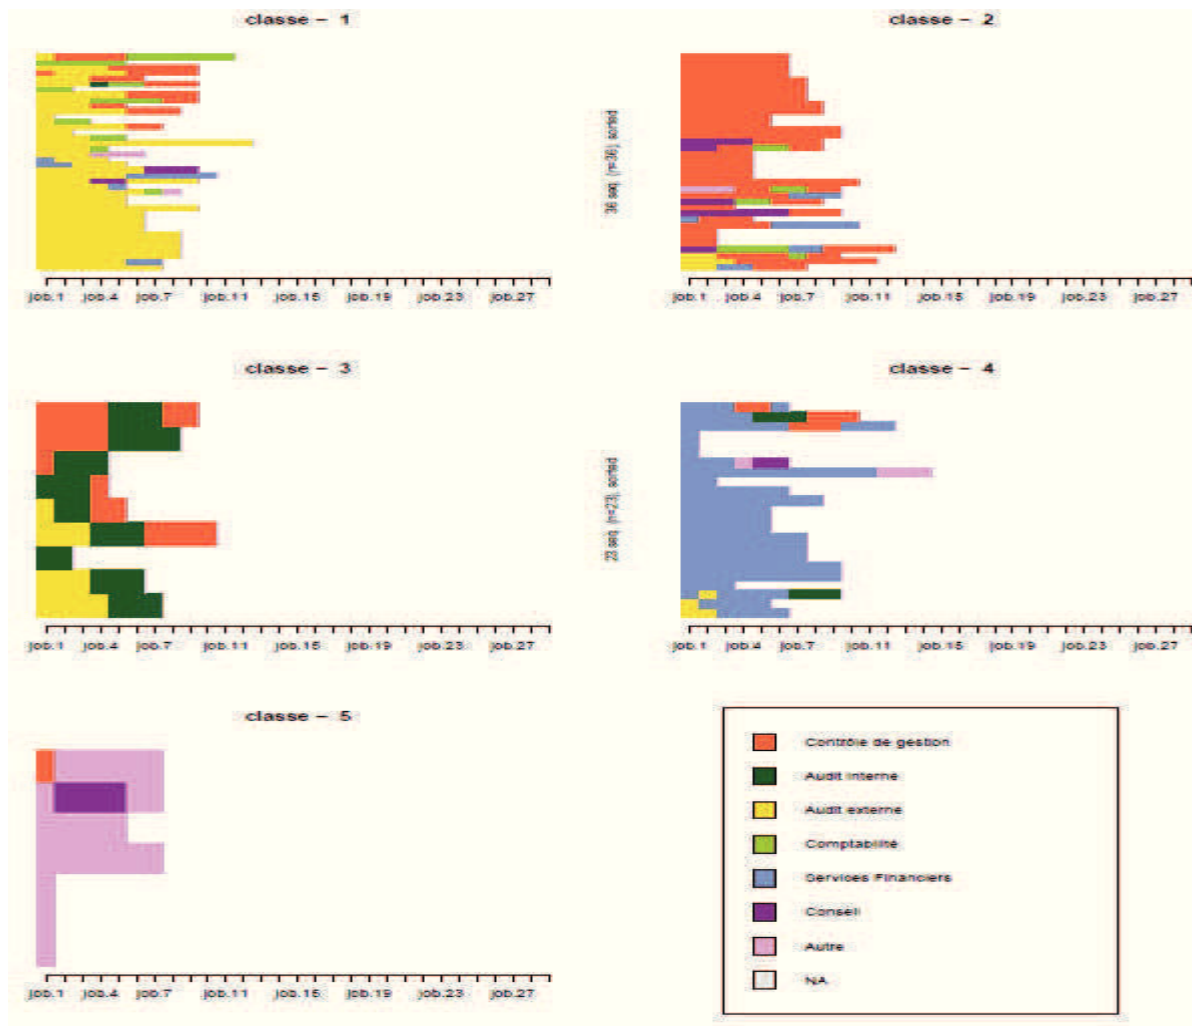 classe - 1
job.1 job.4 job.7 job.11 job.15 job.19 job.23 job.27
classe - 2
36 seq. (n=36), sorted
job.1 job.4 job.7 job.11 job.15 job.19 job.23 job.27
classe - 3
job.1 job.4 job.7 job.11 job.15 job.19 job.23 job.27
classe - 4
23 seq. (n=23), sorted
job.1 job.4 job.7 job.11 job.15 job.19 job.23 job.27
classe - 5
job.1 job.4 job.7 job.11 job.15 job.19 job.23 job.27
Contrôle de gestion
Audit interne
Audit externe
Comptabilité
Services Financiers
Conseil
Autre
NA